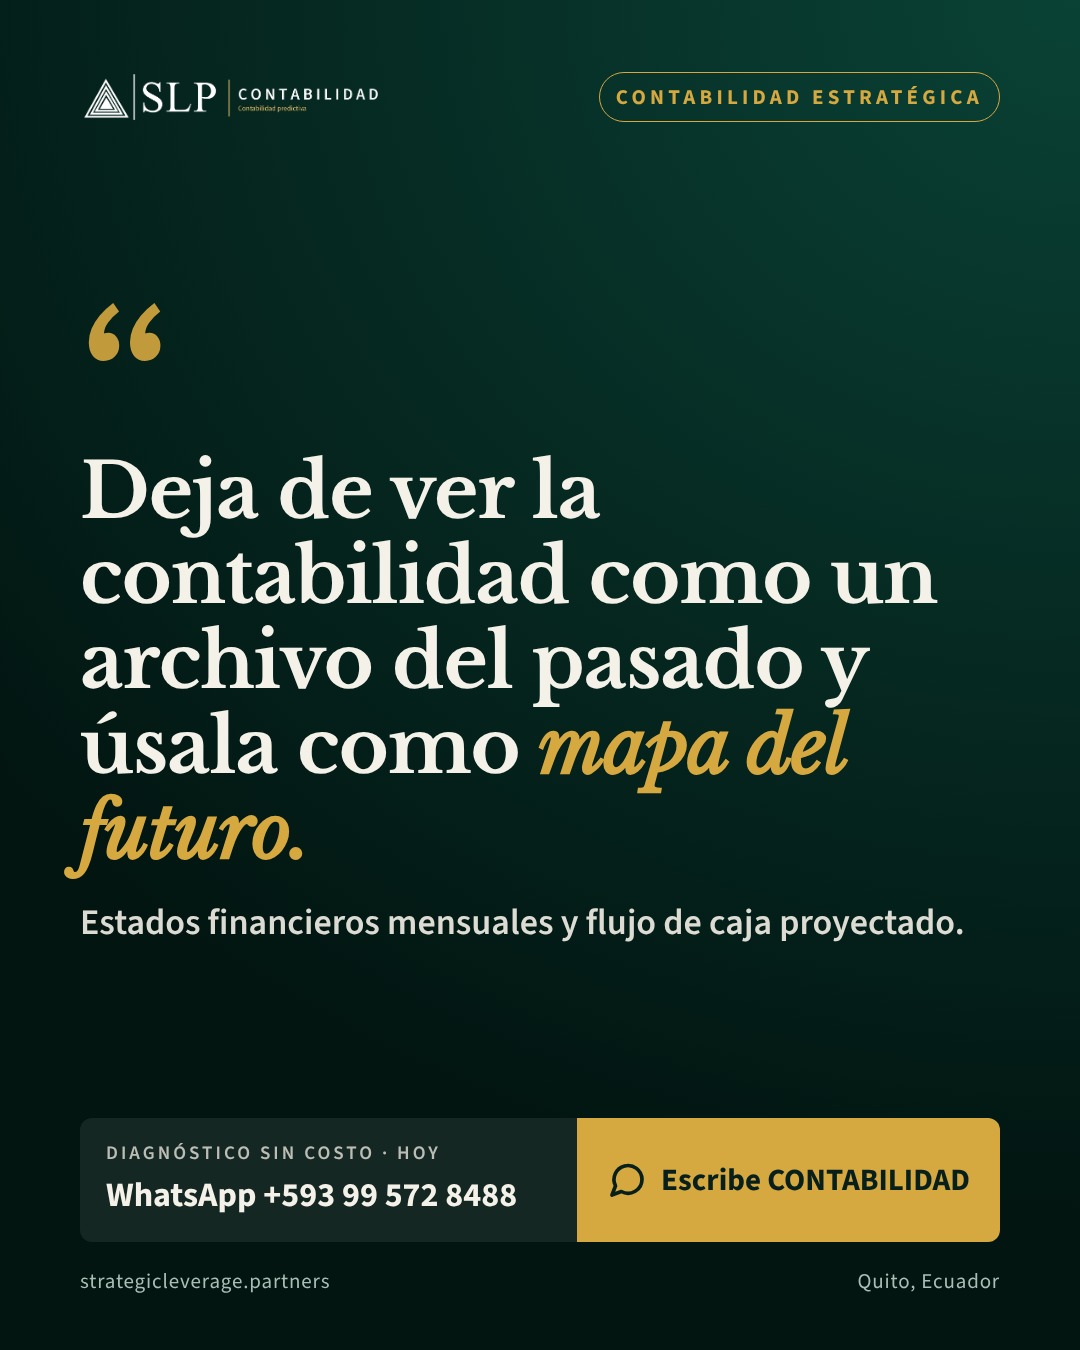 SLP
CONTABILIDAD
Contabilidad predictiva
CONTABILIDAD ESTRATÉGICA
“
Deja de ver la
contabilidad como un
archivo del pasado y
úsala como mapa del
futuro.
Estados financieros mensuales y flujo de caja proyectado.
DIAGNÓSTICO SIN COSTO · HOY
WhatsApp +593 99 572 8488
Escribe CONTABILIDAD
strategicleverage.partners
Quito, Ecuador